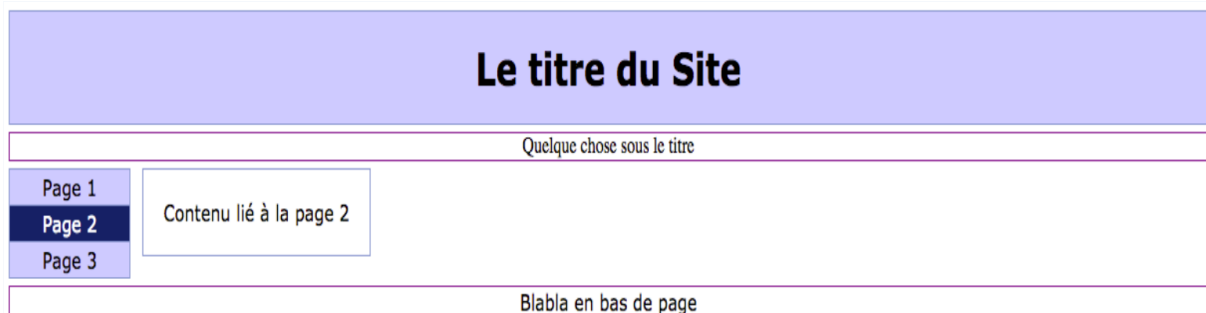 Le titre du Site
Quelque chose sous le titre
Page 1
Page 2
Page 3
Contenu lié à la page 2
Blabla en bas de page